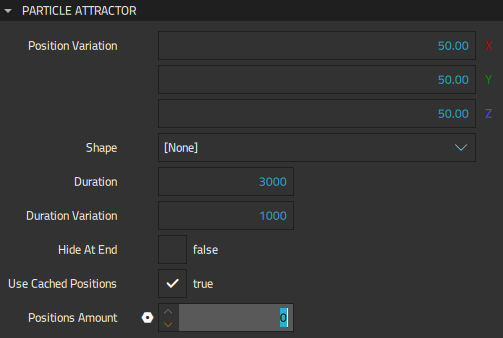 PARTICLE ATTRACTOR
Position Variation 50.00 X
50.00 Y
50.00 Z
Shape [None]
Duration 3000
Duration Variation 1000
Hide At End false
Use Cached Positions true
Positions Amount 0